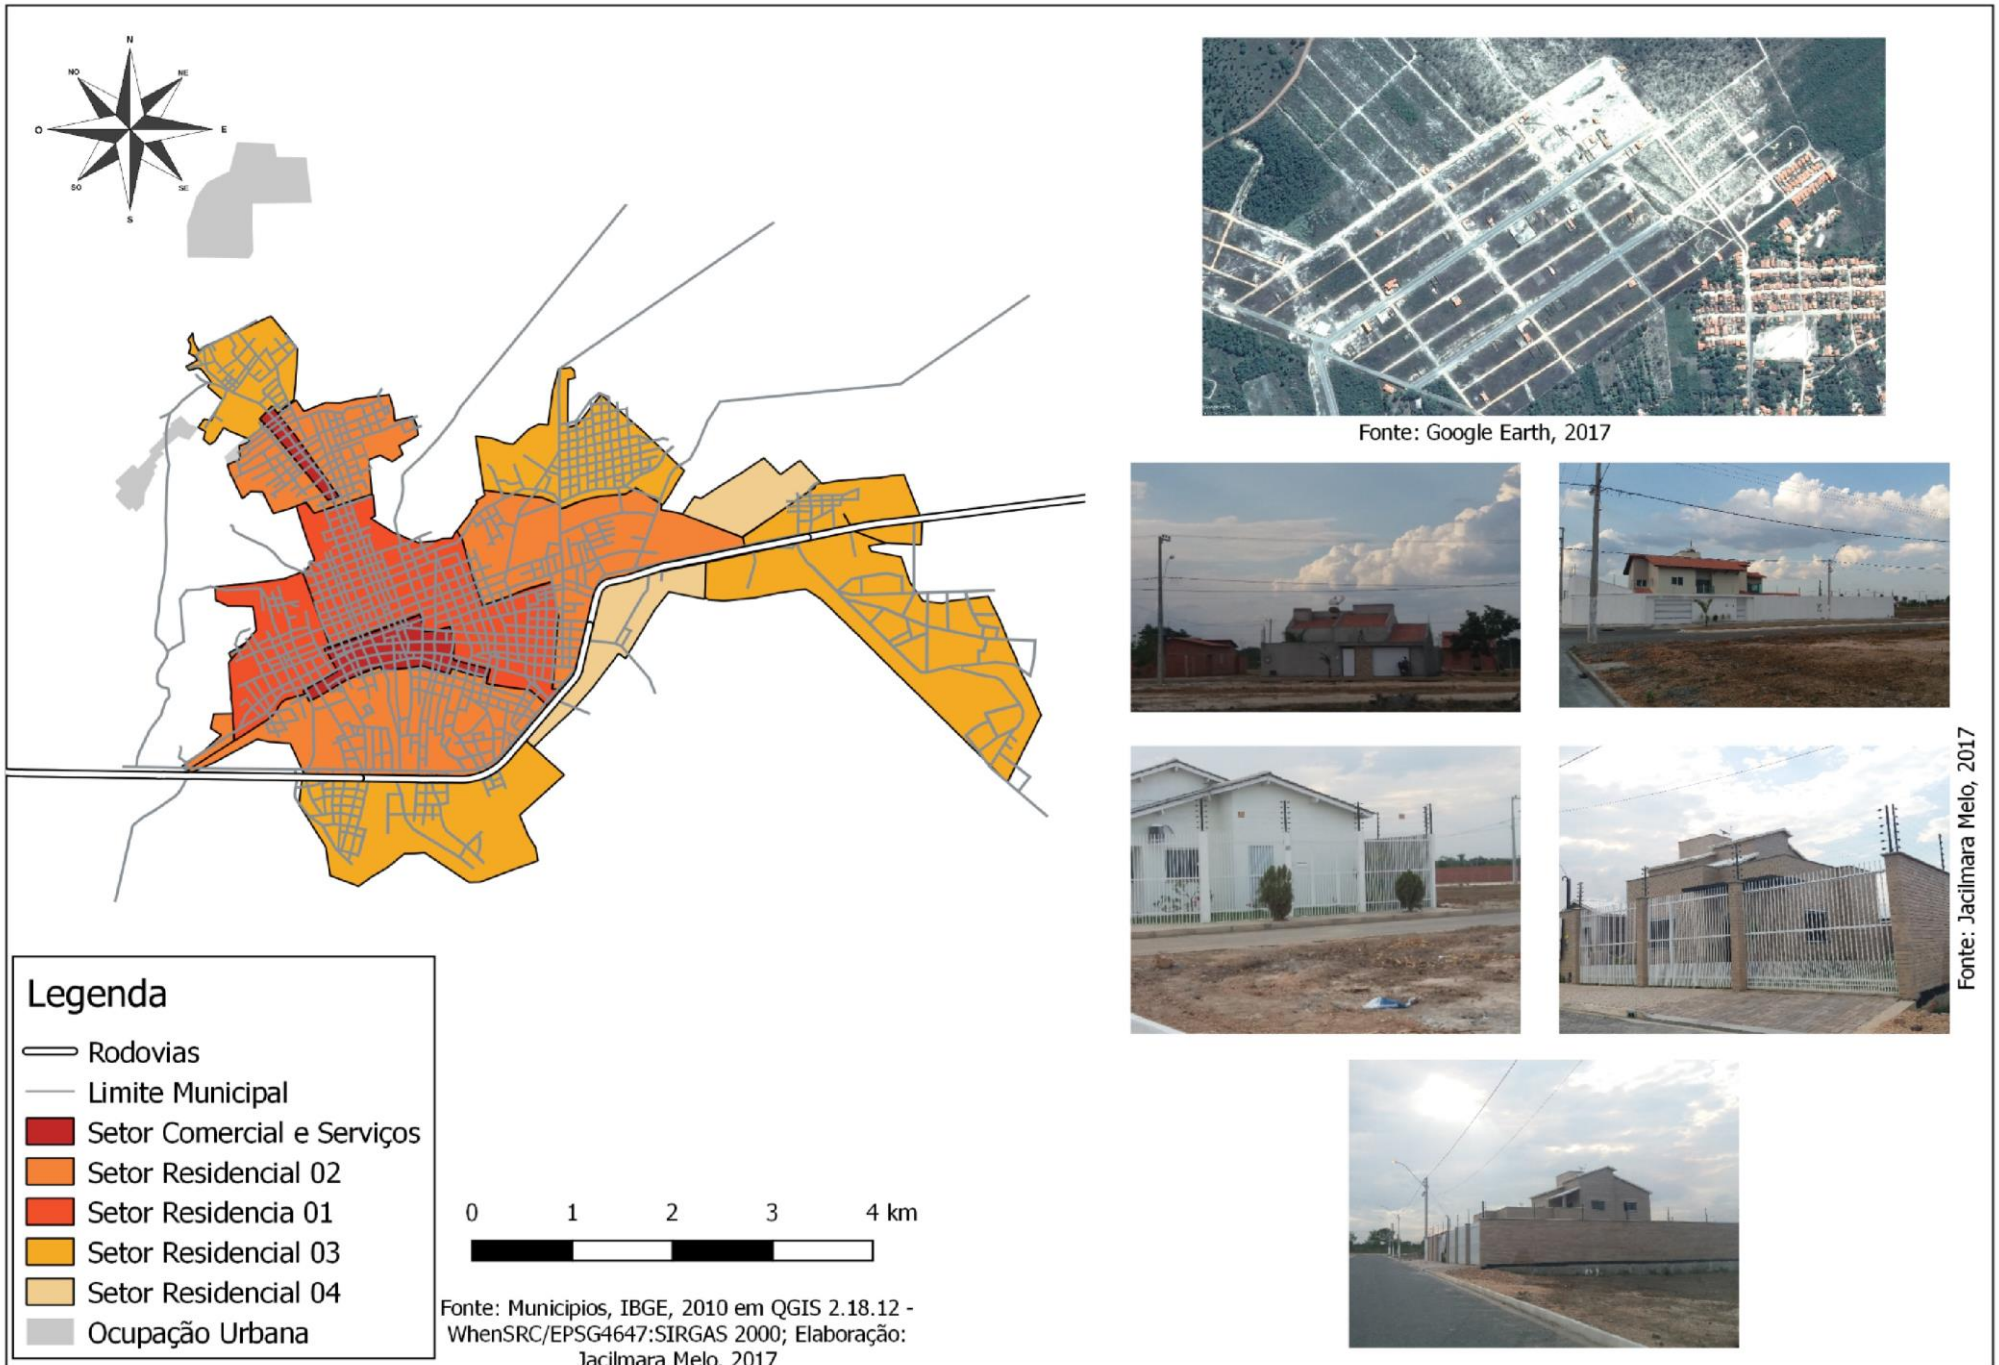 N
NO
NE
O
E
SO
SE
S
Fonte: Google Earth, 2017
Fonte: Jacilmara Melo, 2017
Legenda
Rodovias
Limite Municipal
Setor Comercial e Serviços
Setor Residencial 02
Setor Residencia 01
Setor Residencial 03
Setor Residencial 04
Ocupação Urbana
0 1 2 3 4 km
Fonte: Municipios, IBGE, 2010 em QGIS 2.18.12 -
WhenSRC/EPSG4647:SIRGAS 2000; Elaboração:
Jacilmara Melo, 2017